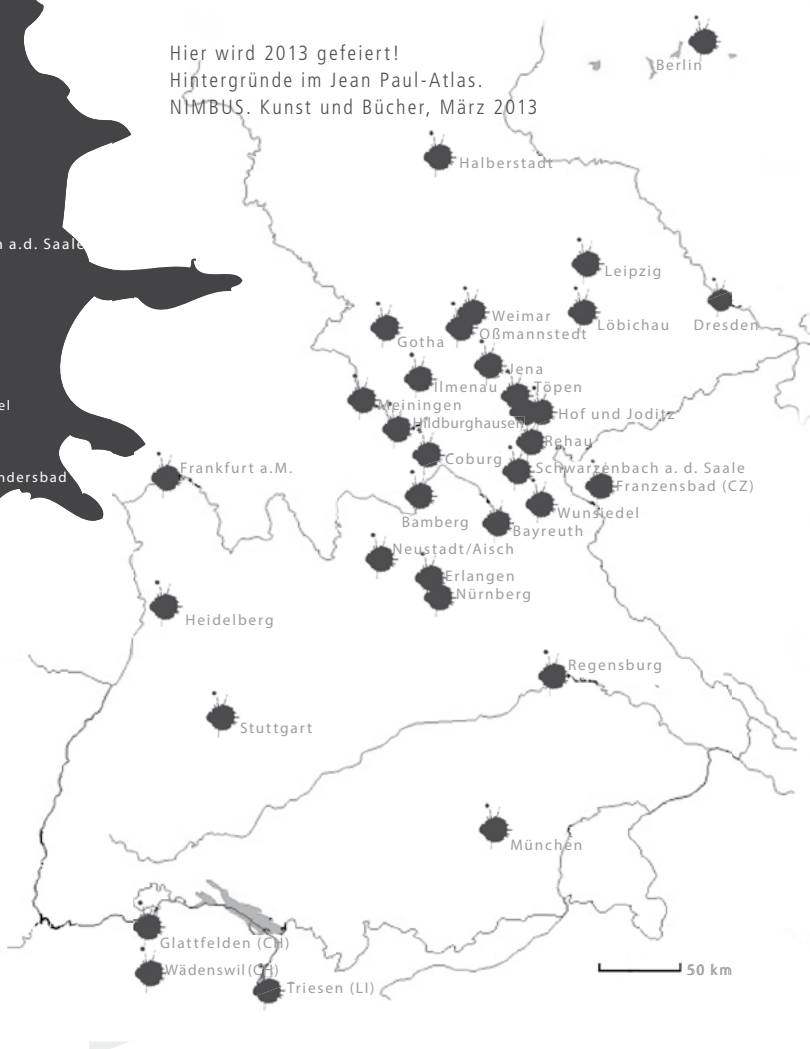 Hier wird 2013 gefeiert!
Hintergründe im Jean Paul-Atlas.
NIMBUS. Kunst und Bücher, März 2013
Berlin
Halberstadt
a.d. Saale
Leipzig
Weimar
Oßmannstedt
Löbichau
Dresden
Gotha
Jena
Ilmenau
Töpen
Meiningen
Hof und Joditz
Hildburghausen
Rehau
Coburg
Frankfurt a.M.
Schwarzenbach a. d. Saale
Franzensbad (CZ)
Wunsiedel
Bamberg
Bayreuth
Neustadt/Aisch
Erlangen
Nürnberg
Heidelberg
Regensburg
Stuttgart
München
Glattfelden (CH)
Wädenswil(CH)
50 km
Triesen (LI)